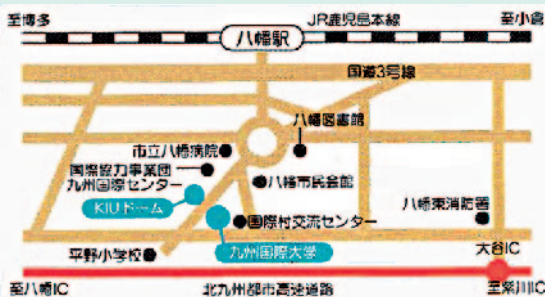 至博多
JR鹿児島本線
至小倉
八幡駅
国道3号線
八幡図書館
市立八幡病院
国際協力事業団
九州国際センター
八幡市民会館
KIUドーム
国際村交流センター
八幡東消防署
九州国際大学
平野小学校
大谷IC
至八幡IC
北九州都市高速道路
至紫川IC